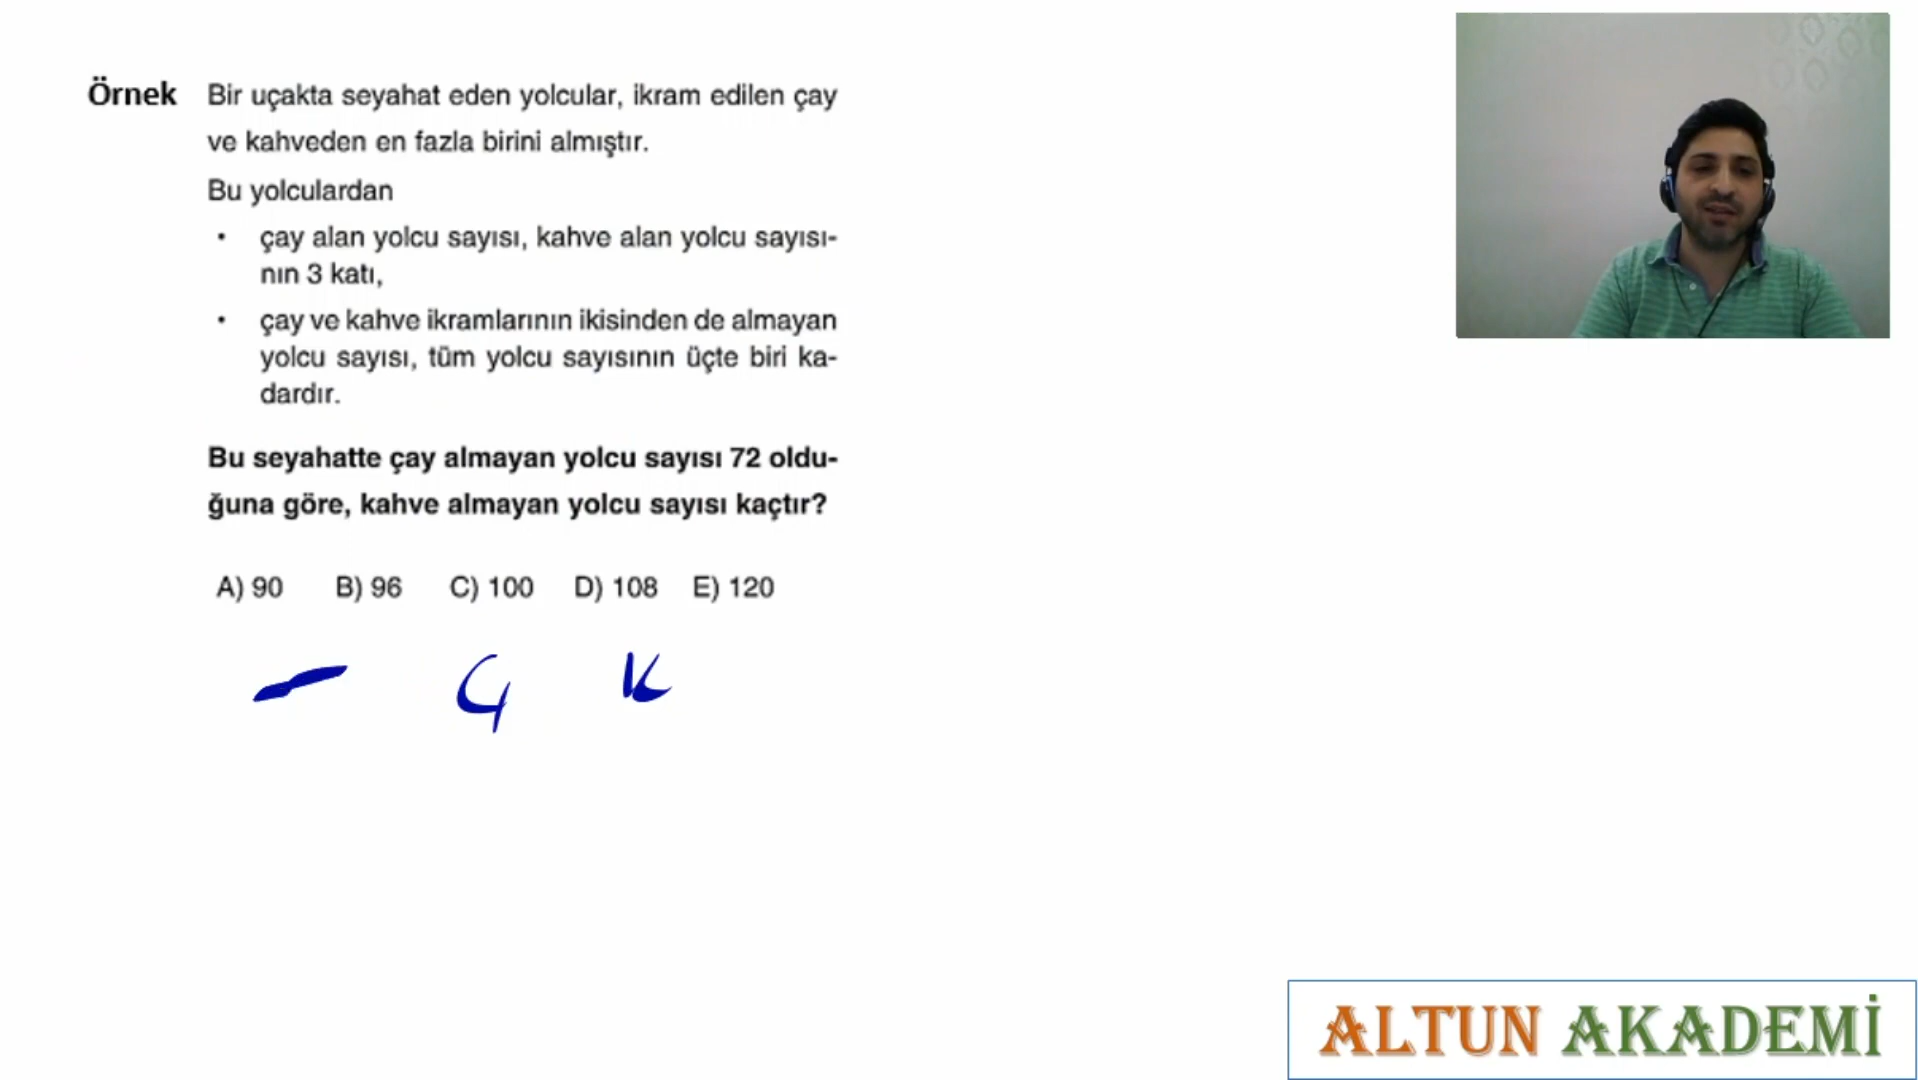 Örnek Bir uçakta seyahat eden yolcular, ikram edilen çay
ve kahveden en fazla birini almıştır.
Bu yolculardan
• çay alan yolcu sayısı, kahve alan yolcu sayısı-
nın 3 katı,
• çay ve kahve ikramlarının ikisinden de almayan
yolcu sayısı, tüm yolcu sayısının üçte biri ka-
dardır.
Bu seyahatte çay almayan yolcu sayısı 72 oldu-
ğuna göre, kahve almayan yolcu sayısı kaçtır?
A) 90 B) 96 C) 100 D) 108 E) 120
– Ç K
ALTUN AKADEMİ